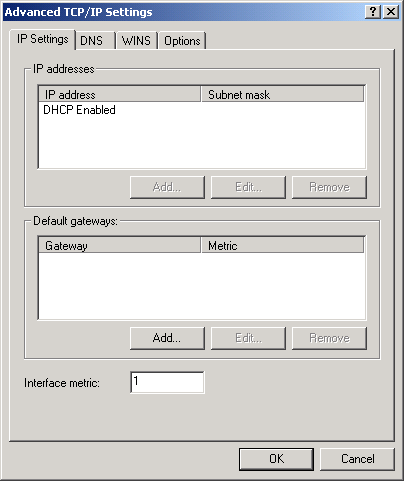 Advanced TCP/IP Settings
IP Settings DNS WINS Options
IP addresses
IP address Subnet mask
DHCP Enabled
Add... Edit... Remove
Default gateways:
Gateway Metric
Add... Edit... Remove
Interface metric: 1
OK Cancel